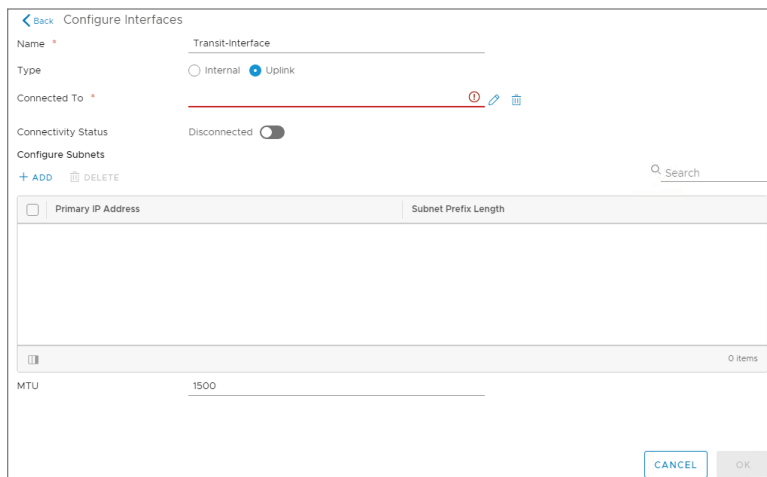 Back Configure Interfaces
Name * Transit-Interface
Type Internal Uplink
Connected To *
Connectivity Status Disconnected
Configure Subnets
+ ADD DELETE Search
Primary IP Address Subnet Prefix Length
0 items
MTU 1500
CANCEL OK